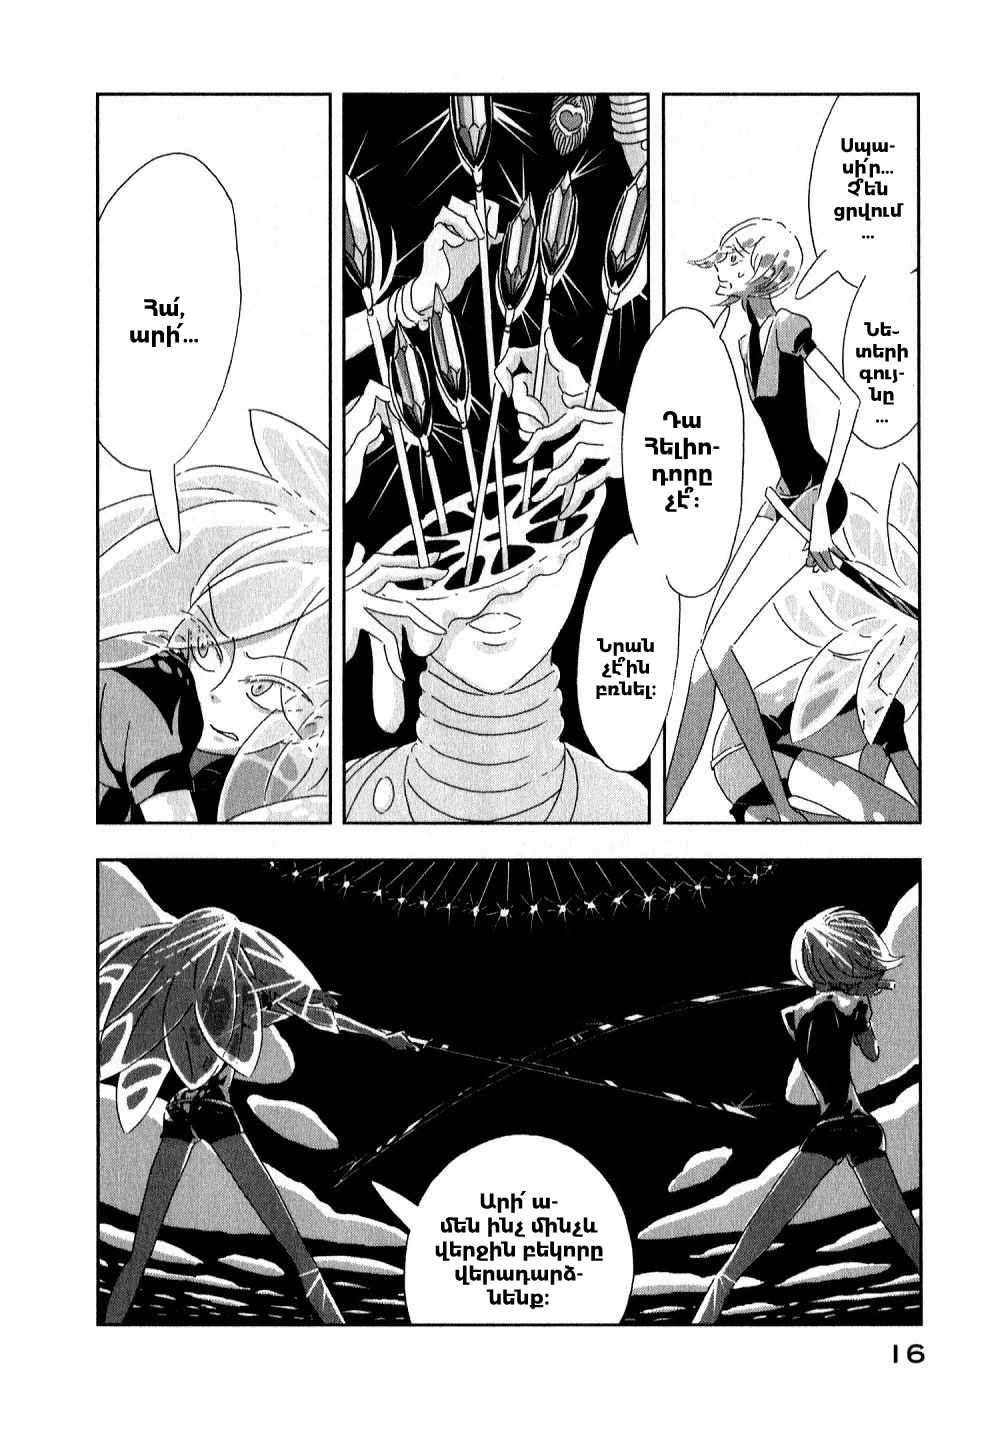 Սպա-
սի՛ր...
Չե՞ն
ցրվում
...
Նե-
տերի
գույ-
նը
...
Դա
Հելիո-
դորը
չէ՞:
Նրան
չէ՞ին
բռնել:
Հա՛,
արի՛...
Արի՛ ա-
մեն ինչ մինչև
վերջին բեկորը
վերադարձ-
նենք:
16